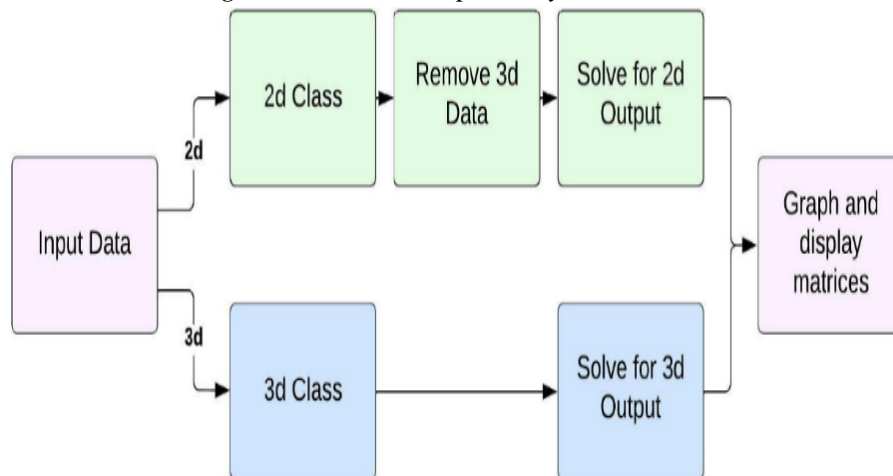 2d Class
Remove 3d
Data
Solve for 2d
Output
2d
Input Data
Graph and
display
matrices
3d
3d Class
Solve for 3d
Output